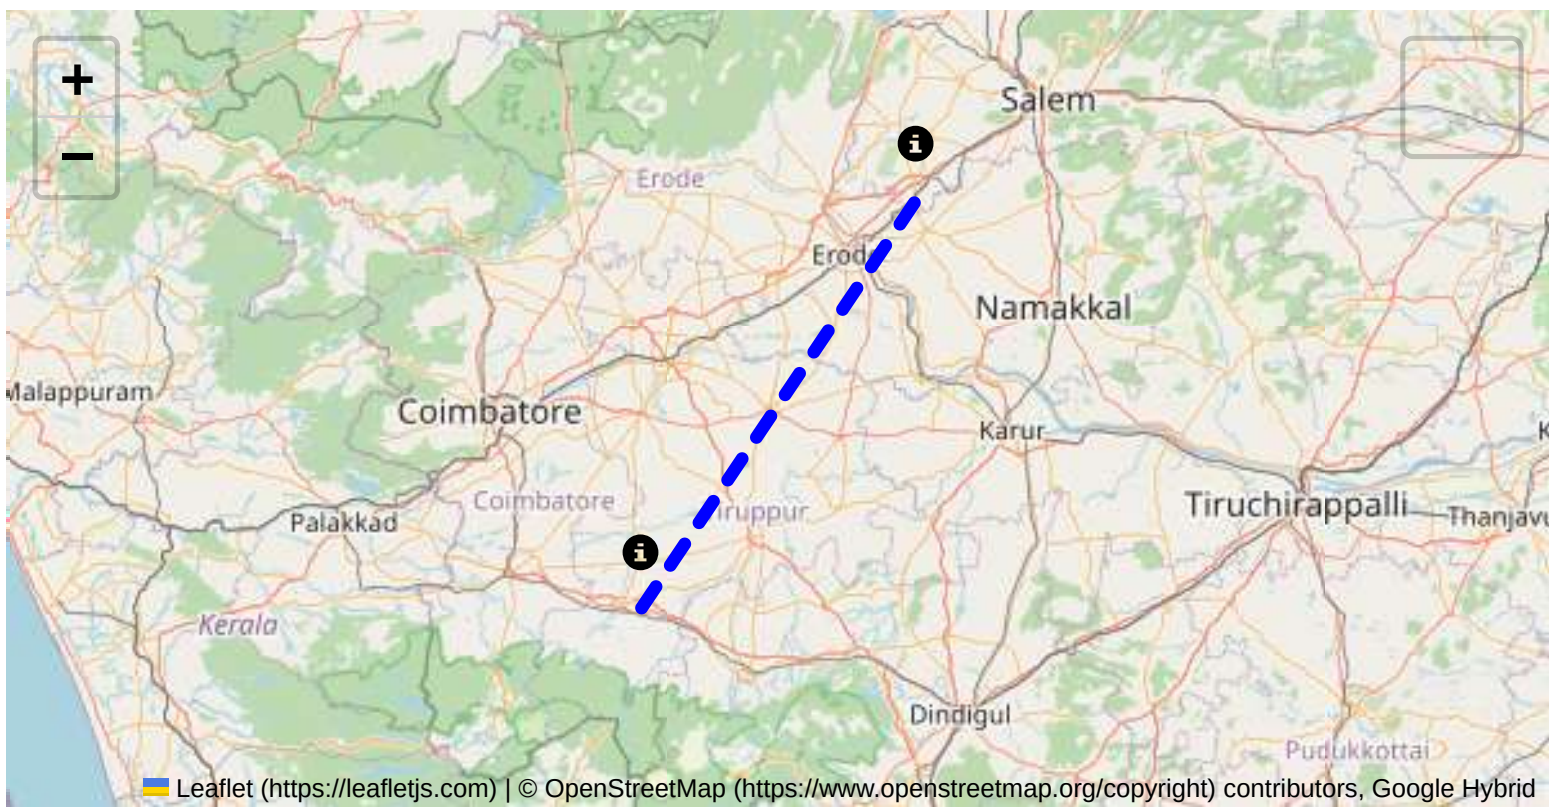 +
−
Salem
Erode
Erod
Namakkal
Malappuram
Coimbatore
Karur
K
Coimbatore
Tiruchirappalli
iruppur
Palakkad
Thanjavu
Kerala
Dindigul
Pudukkottai
Leaflet (https://leafletjs.com) | © OpenStreetMap (https://www.openstreetmap.org/copyright) contributors, Google Hybrid